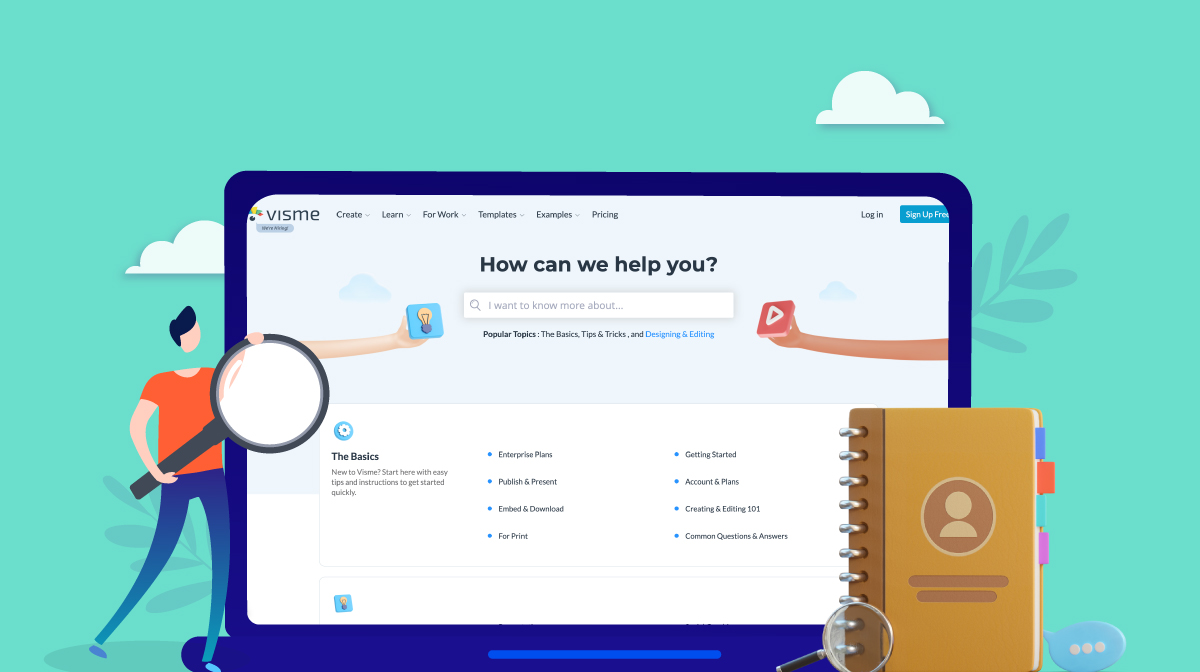 visme
We're Hiring!
Create
Learn
For Work
Templates
Examples
Pricing
Log in
Sign Up Free
How can we help you?
I want to know more about...
Popular Topics : The Basics, Tips & Tricks , and Designing & Editing
The Basics
New to Visme? Start here with easy
tips and instructions to get started
quickly.
Enterprise Plans
Publish & Present
Embed & Download
For Print
Getting Started
Account & Plans
Creating & Editing 101
Common Questions & Answers